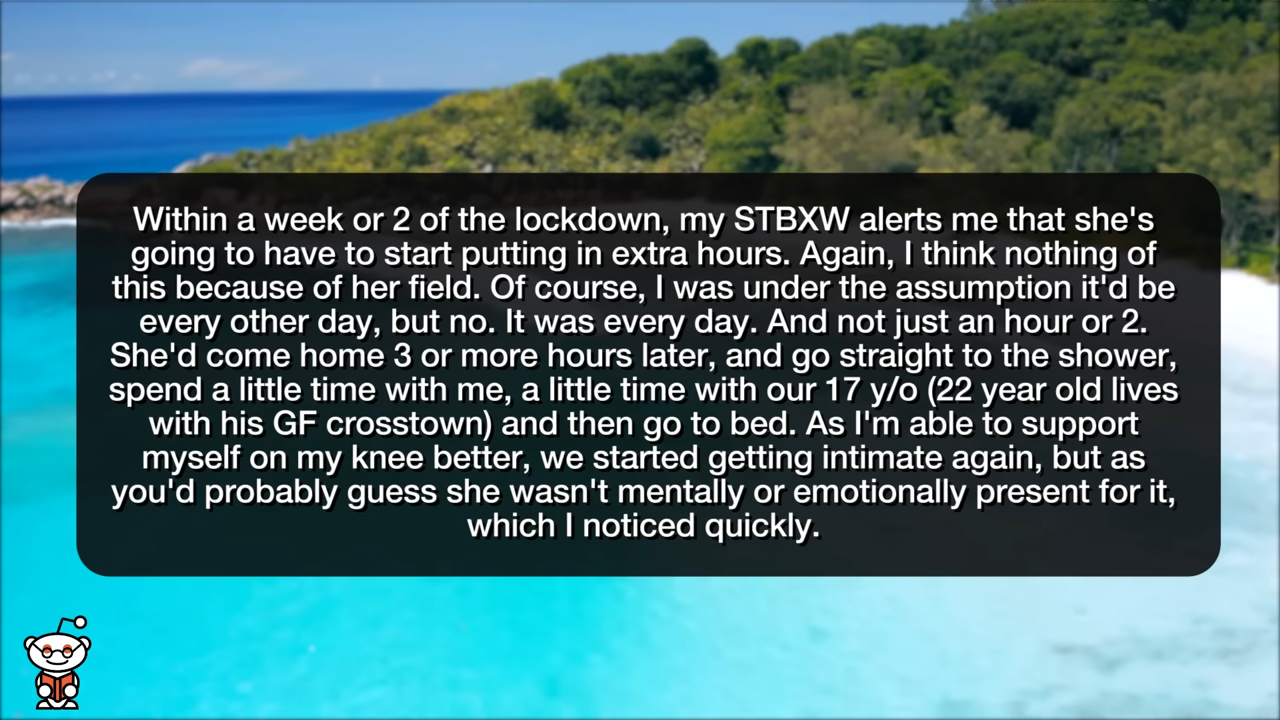 Within a week or 2 of the lockdown, my STBXW alerts me that she's
going to have to start putting in extra hours. Again, I think nothing of
this because of her field. Of course, I was under the assumption it'd be
every other day, but no. It was every day. And not just an hour or 2.
She'd come home 3 or more hours later, and go straight to the shower,
spend a little time with me, a little time with our 17 y/o (22 year old lives
with his GF crosstown) and then go to bed. As I'm able to support
myself on my knee better, we started getting intimate again, but as
you'd probably guess she wasn't mentally or emotionally present for it,
which I noticed quickly.